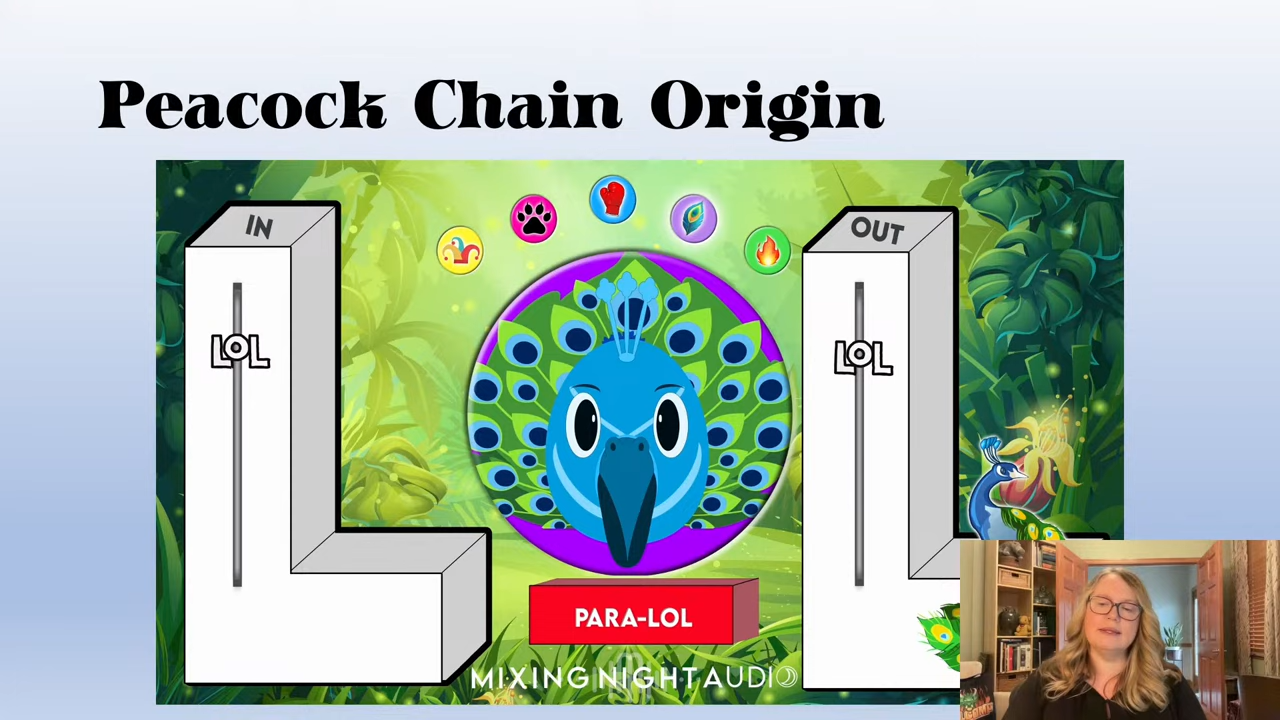 Peacock Chain Origin
IN
OUT
LOL
LOL
PARA-LOL
MIXINGNIGHTAUDIO